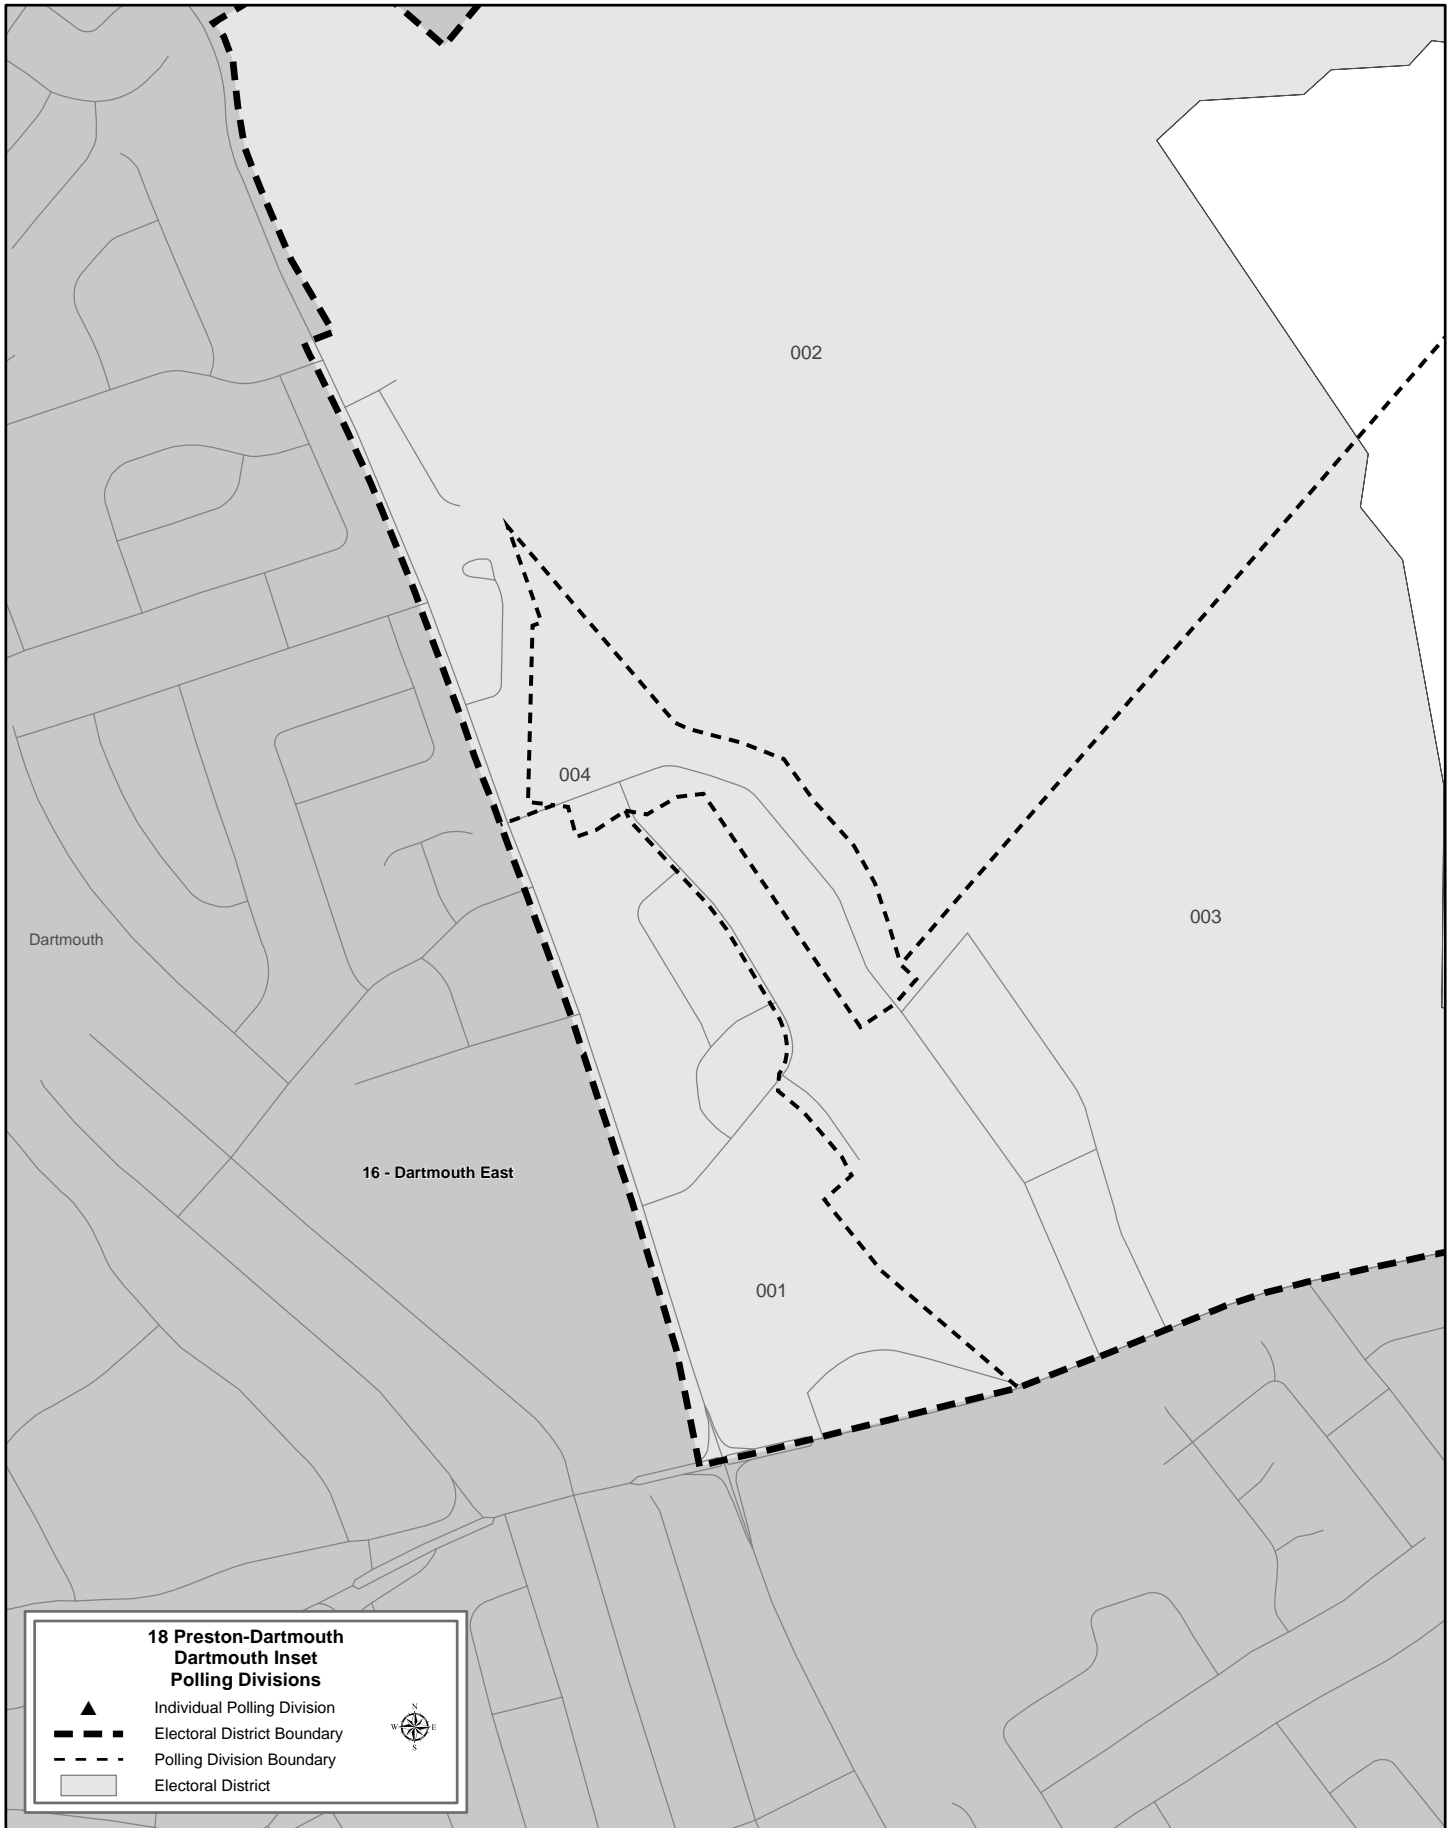 002
004
003
Dartmouth
16 - Dartmouth East
001
18 Preston-Dartmouth
Dartmouth Inset
Polling Divisions
Individual Polling Division
Electoral District Boundary
Polling Division Boundary
Electoral District
N
W E
S